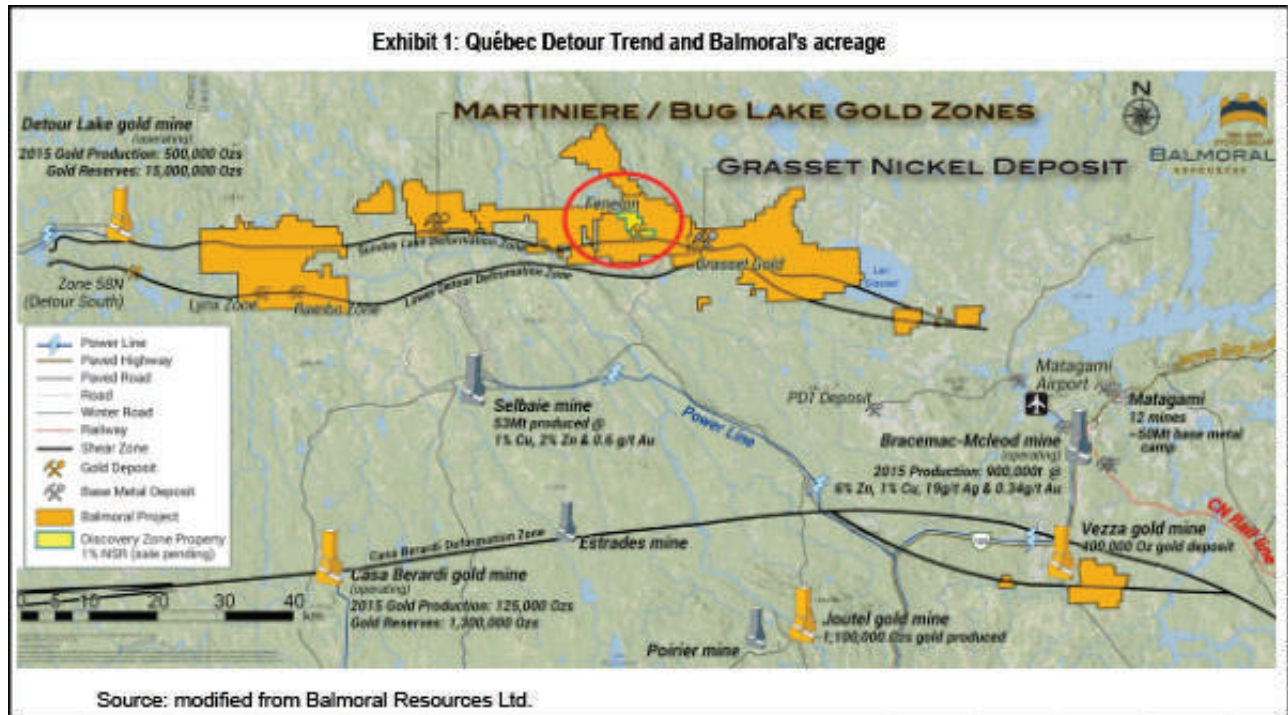 Exhibit 1: Québec Detour Trend and Balmoral's acreage
MARTINIERE / BUG LAKE GOLD ZONES
N
Detour Lake gold mine
(operating)
2015 Gold Production: 500,000 Ozs
Gold Reserves: 15,000,000 Ozs
GRASSET NICKEL DEPOSIT
BALMORAL
RESOURCES
Fenelon
Sunday Lake Deformation Zone
Grasset Gold
Lower Detour Deformation Zone
Zone 58N
(Detour South)
Lynx Zone
Rambo Zone
Lac
Grasset
Power Line
Paved Highway
Paved Road
Road
Winter Road
Railway
Shear Zone
Gold Deposit
Base Metal Deposit
Balmoral Project
Discovery Zone Property
1% NSR (sale pending)
Selbaie mine
53Mt produced @
1% Cu, 2% Zn & 0.6 g/t Au
Power Line
Matagami
Airport
PDT Deposit
Matagami
12 mines
~50Mt base metal
camp
Bracemac-Mcleod mine
(operating)
2015 Production: 900,000t @
6% Zn, 1% Cu, 19g/t Ag & 0.34g/t Au
CN Rail line
Casa Berardi Deformation Zone
Estrades mine
109
Vezza gold mine
400,000 Oz gold deposit
Casa Berardi gold mine
(operating)
2015 Gold Production: 125,000 Ozs
Gold Reserves: 1,300,000 Ozs
0 5 10 20 30 40
km
Joutel gold mine
1,100,000 Ozs gold produced
Poirier mine
Source: modified from Balmoral Resources Ltd.